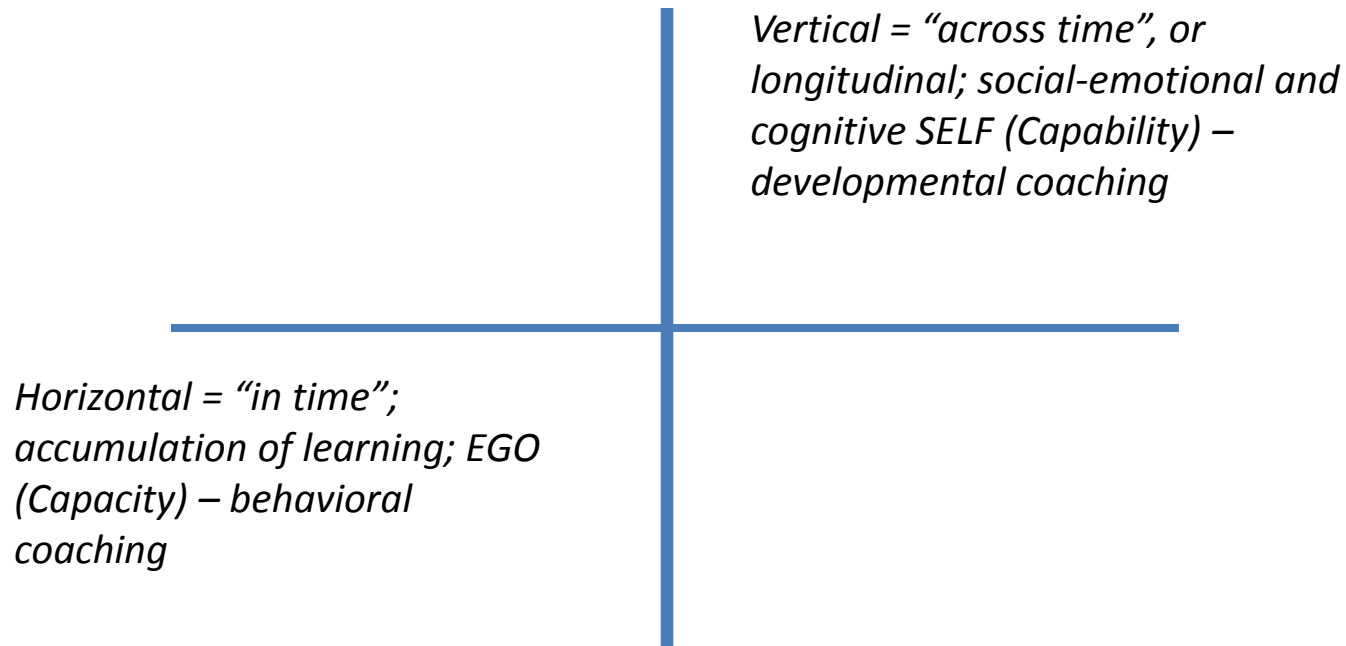 Vertical = “across time”, or
longitudinal; social-emotional and
cognitive SELF (Capability) –
developmental coaching
Horizontal = “in time”;
accumulation of learning; EGO
(Capacity) – behavioral
coaching